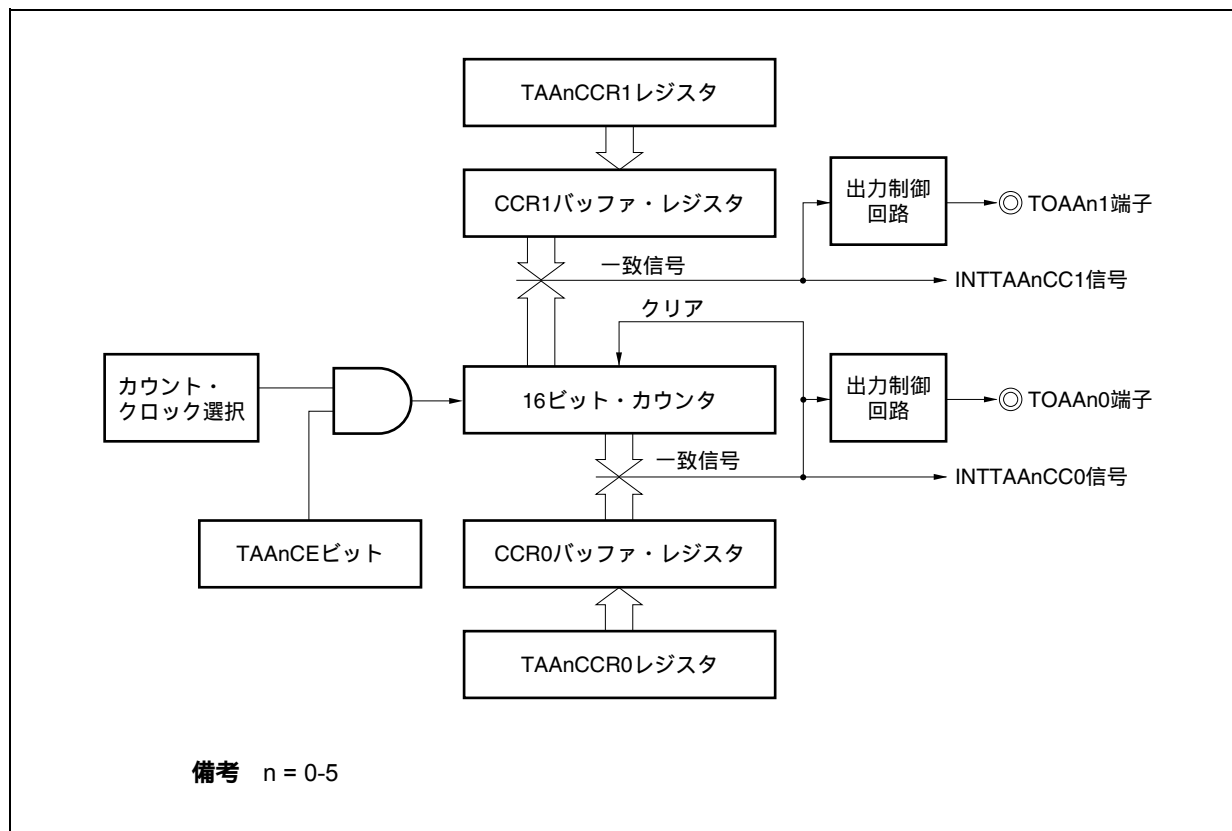 TAAnCCR1レジスタ
CCR1バッファ・レジスタ
出力制御
回路
TOAAn1端子
一致信号
INTTAAnCC1信号
クリア
カウント・
クロック選択
16ビット・カウンタ
出力制御
回路
TOAAn0端子
一致信号
INTTAAnCC0信号
TAAnCEビット
CCR0バッファ・レジスタ
TAAnCCR0レジスタ
備考 n = 0-5